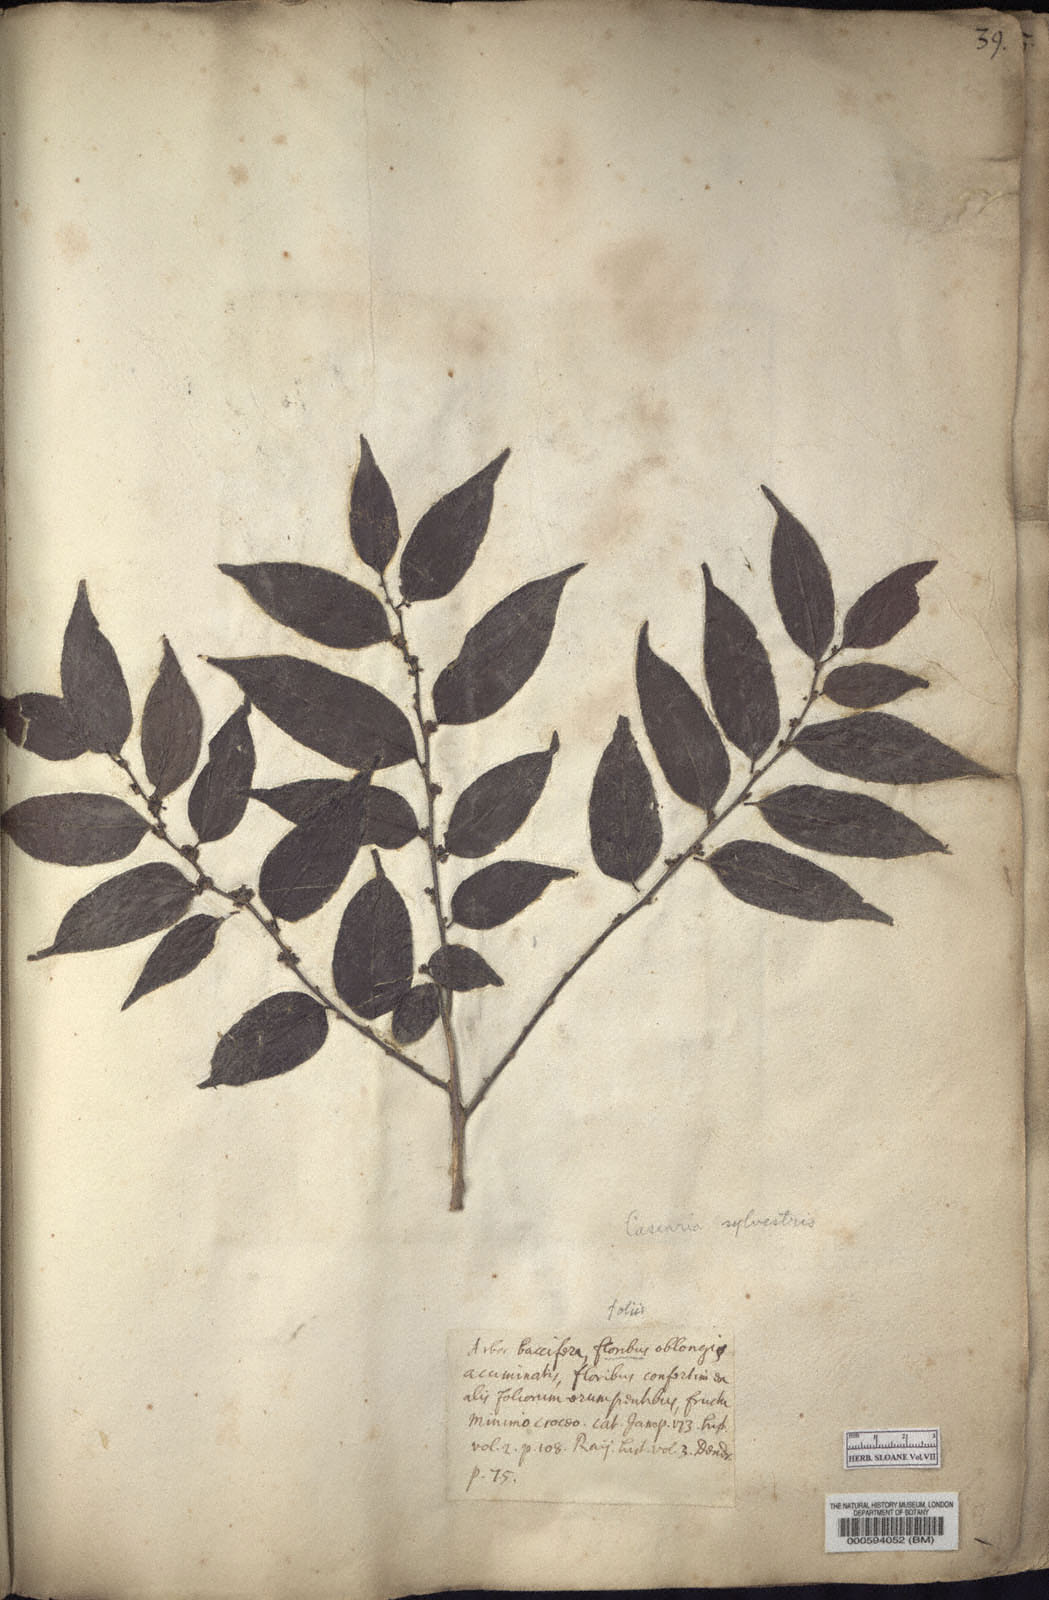 39.
Casearia sylvestris
foliis
Arbor baccifera, floribus oblongis
acuminatis, floribus confertim ex
alis foliorum erumpentibus, fructu
minimo croceo. Cat. Jam p. 173. hist.
vol. 2. p. 108. Raij. hist. vol. 3. Dendr.
p. 75.
HERB. SLOANE Vol. VII
THE NATURAL HISTORY MUSEUM, LONDON
DEPARTMENT OF BOTANY
000594052 (BM)